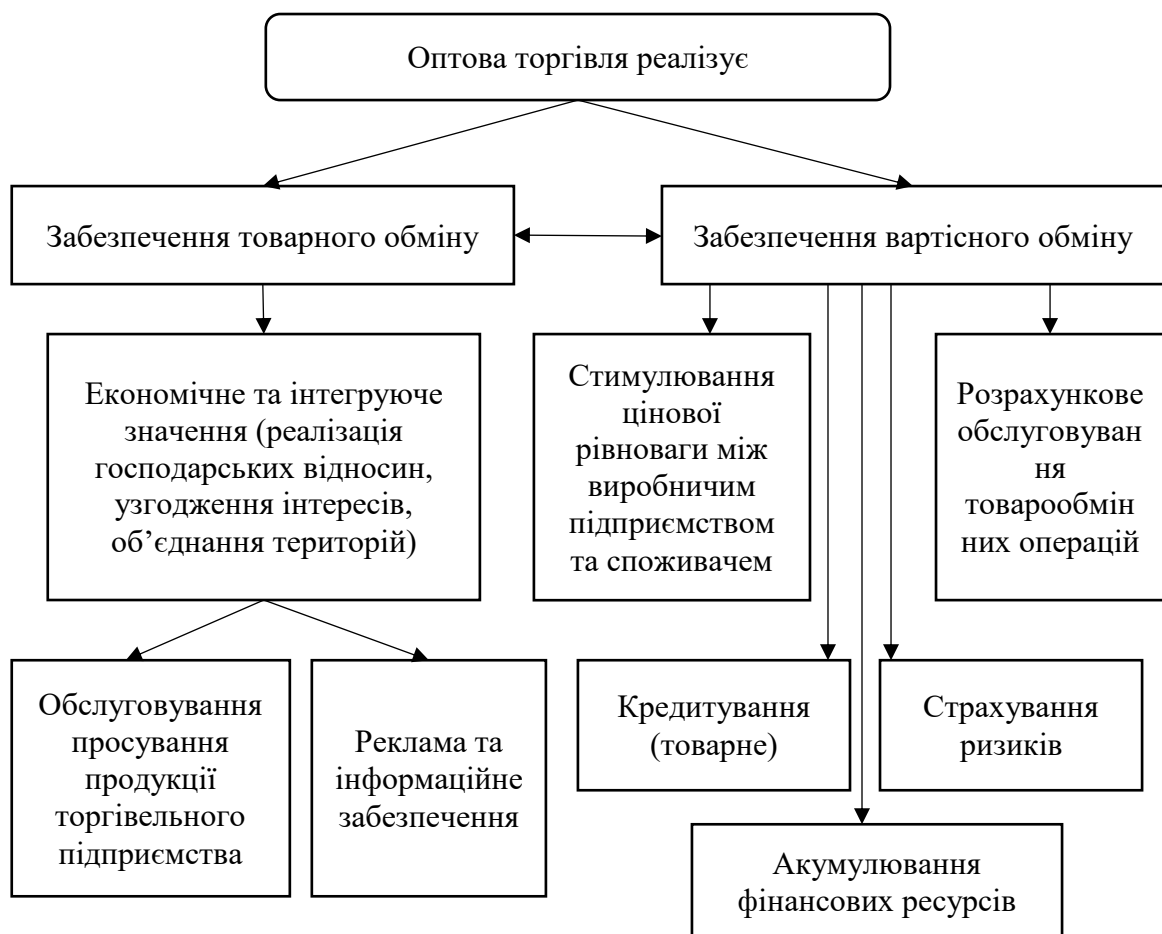 Оптова торгівля реалізує
Забезпечення товарного обміну
Забезпечення вартісного обміну
Економічне та інтегруюче
значення (реалізація
господарських відносин,
узгодження інтересів,
об’єднання територій)
Стимулювання
цінової
рівноваги між
виробничим
підприємством
та споживачем
Розрахункове
обслуговуван
ня
товарообмін
них операцій
Обслуговування
просування
продукції
торгівельного
підприємства
Реклама та
інформаційне
забезпечення
Кредитування
(товарне)
Страхування
ризиків
Акумулювання
фінансових ресурсів